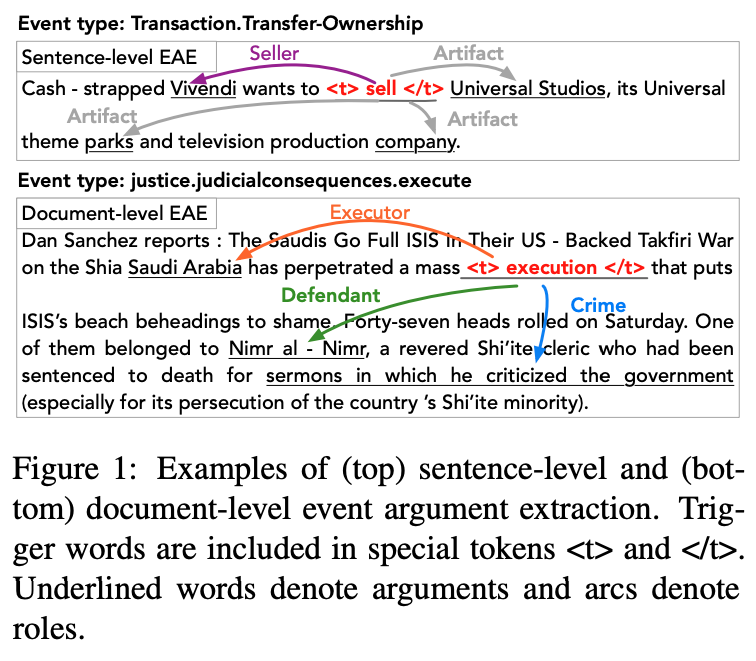 Event type: Transaction.Transfer-Ownership
Sentence-level EAE
Seller
Artifact
Cash - strapped Vivendi wants to <t> sell </t> Universal Studios, its Universal
Artifact
Artifact
theme parks and television production company.
Event type: justice.judicialconsequences.execute
Document-level EAE
Executor
Dan Sanchez reports : The Saudis Go Full ISIS in Their US - Backed Takfiri War
on the Shia Saudi Arabia has perpetrated a mass <t> execution </t> that puts
Defendant
Crime
ISIS's beach beheadings to shame. Forty-seven heads rolled on Saturday. One
of them belonged to Nimr al - Nimr, a revered Shi'ite cleric who had been
sentenced to death for sermons in which he criticized the government
(especially for its persecution of the country 's Shi'ite minority).
Figure 1: Examples of (top) sentence-level and (bot-
tom) document-level event argument extraction. Trig-
ger words are included in special tokens <t> and </t>.
Underlined words denote arguments and arcs denote
roles.